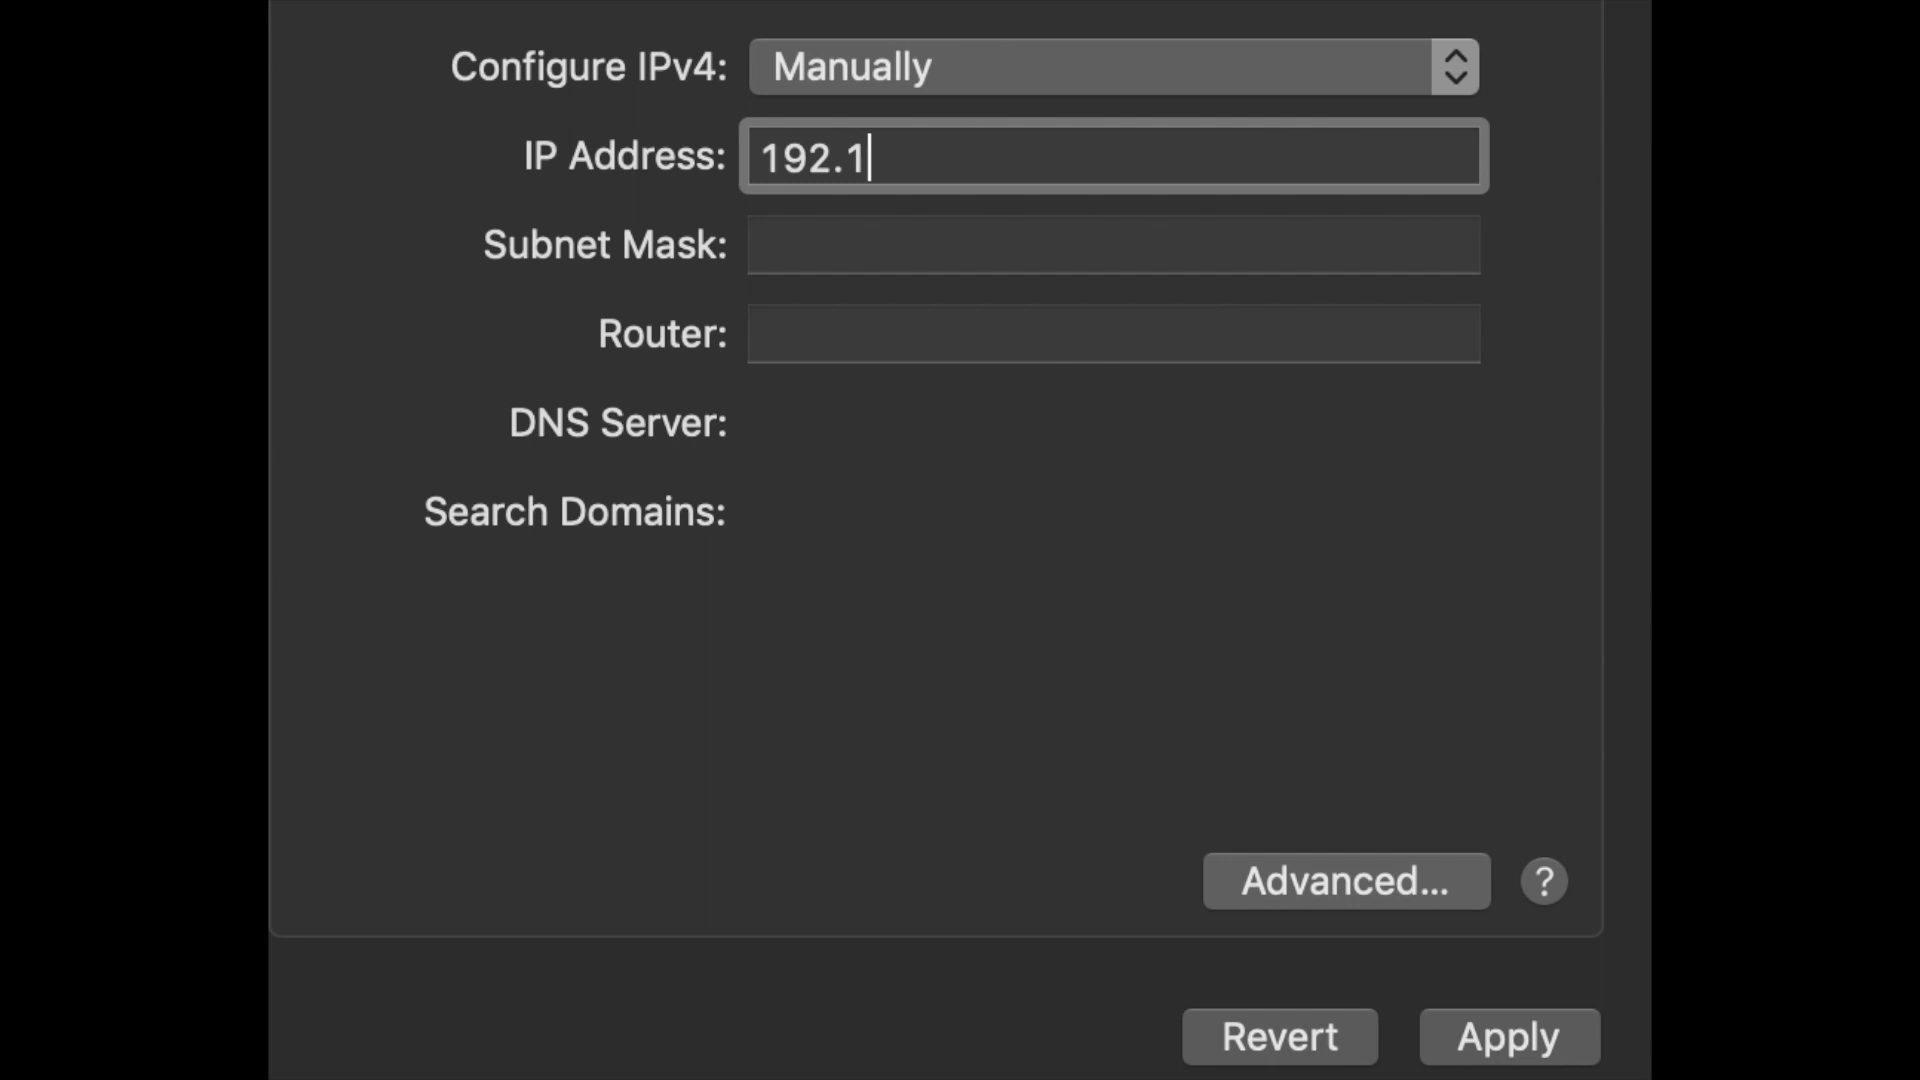 Configure IPv4: Manually
IP Address: 192.1
Subnet Mask:
Router:
DNS Server:
Search Domains:
Advanced... ?
Revert Apply